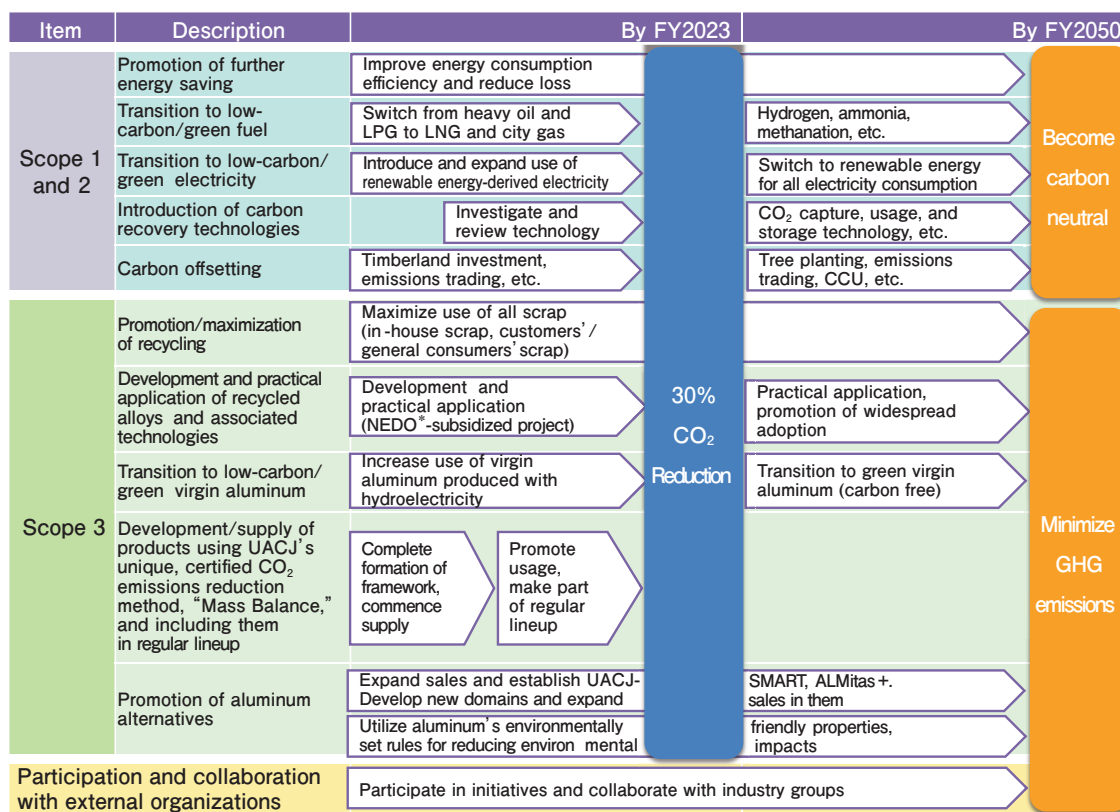 Item
Description
By FY2023
By FY2050
Scope 1
and 2
Promotion of further
energy saving
Improve energy consumption
efficiency and reduce loss
Transition to low-
carbon/green fuel
Switch from heavy oil and
LPG to LNG and city gas
Hydrogen, ammonia,
methanation, etc.
Transition to low-carbon/
green electricity
Introduce and expand use of
renewable energy-derived electricity
Switch to renewable energy
for all electricity consumption
Introduction of carbon
recovery technologies
Investigate and
review technology
CO₂ capture, usage, and
storage technology, etc.
Carbon offsetting
Timberland investment,
emissions trading, etc.
Tree planting, emissions
trading, CCU, etc.
Become
carbon
neutral
30%
CO₂
Reduction
Scope 3
Promotion/maximization
of recycling
Maximize use of all scrap
(in-house scrap, customers'/
general consumers' scrap)
Development and practical
application of recycled
alloys and associated
technologies
Development and
practical application
(NEDO*-subsidized project)
Practical application,
promotion of widespread
adoption
Transition to low-carbon/
green virgin aluminum
Increase use of virgin
aluminum produced with
hydroelectricity
Transition to green virgin
aluminum (carbon free)
Development/supply of
products using UACJ's
unique, certified CO₂
emissions reduction
method, "Mass Balance,"
and including them
in regular lineup
Complete
formation of
framework,
commence
supply
Promote
usage,
make part
of regular
lineup
Promotion of aluminum
alternatives
Expand sales and establish UACJ-
Develop new domains and expand
SMART, ALMitas+.
sales in them
Utilize aluminum's environmentally
set rules for reducing environ mental
friendly properties,
impacts
Minimize
GHG
emissions
Participation and collaboration
with external organizations
Participate in initiatives and collaborate with industry groups